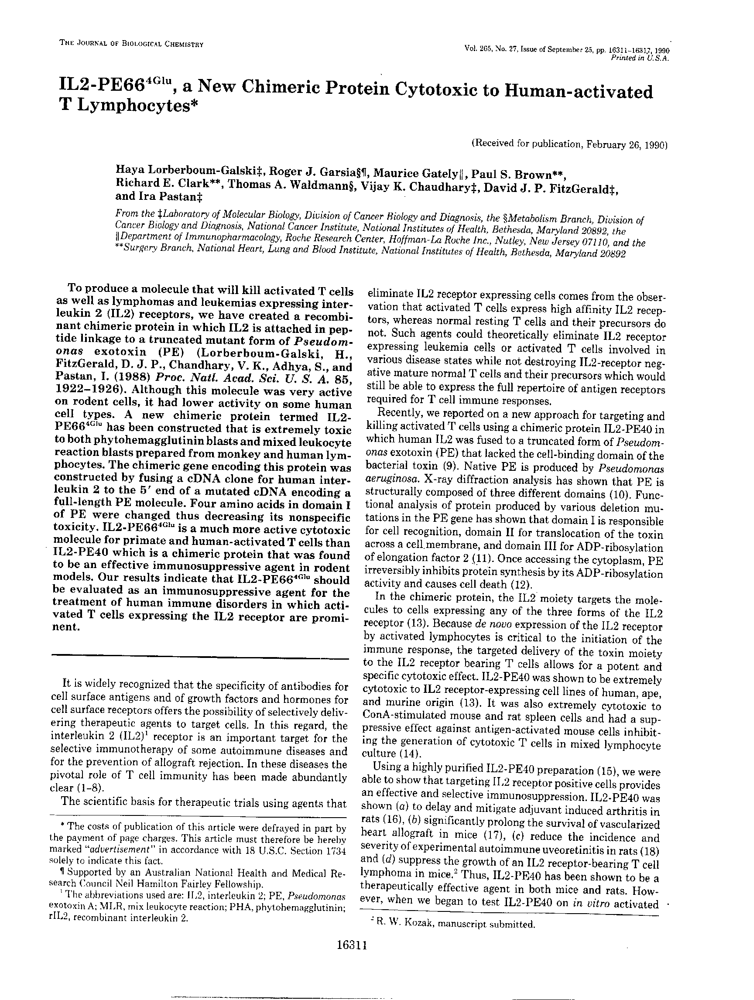 THE JOURNAL OF BIOLOGICAL CHEMISTRY
Vol. 265, No. 27, Issue of September 25, pp. 16311–16317, 1990
Printed in U.S.A.
IL2-PE66⁴ᴳˡᵘ, a New Chimeric Protein Cytotoxic to Human-activated
T Lymphocytes*
(Received for publication, February 26, 1990)
Haya Lorberboum-Galski‡, Roger J. Garsia§¶, Maurice Gately‖, Paul S. Brown**,
Richard E. Clark**, Thomas A. Waldmann§, Vijay K. Chaudhary‡, David J. P. FitzGerald‡,
and Ira Pastan‡
From the ‡Laboratory of Molecular Biology, Division of Cancer Biology and Diagnosis, the §Metabolism Branch, Division of
Cancer Biology and Diagnosis, National Cancer Institute, National Institutes of Health, Bethesda, Maryland 20892, the
‖Department of Immunopharmacology, Roche Research Center, Hoffman-La Roche Inc., Nutley, New Jersey 07110, and the
**Surgery Branch, National Heart, Lung and Blood Institute, National Institutes of Health, Bethesda, Maryland 20892
To produce a molecule that will kill activated T cells
as well as lymphomas and leukemias expressing inter-
leukin 2 (IL2) receptors, we have created a recombi-
nant chimeric protein in which IL2 is attached in pep-
tide linkage to a truncated mutant form of Pseudom-
onas exotoxin (PE) (Lorberboum-Galski, H.,
FitzGerald, D. J. P., Chandhary, V. K., Adhya, S., and
Pastan, I. (1988) Proc. Natl. Acad. Sci. U. S. A. 85,
1922–1926). Although this molecule was very active
on rodent cells, it had lower activity on some human
cell types. A new chimeric protein termed IL2-
PE66⁴ᴳˡᵘ has been constructed that is extremely toxic
to both phytohemagglutinin blasts and mixed leukocyte
reaction blasts prepared from monkey and human lym-
phocytes. The chimeric gene encoding this protein was
constructed by fusing a cDNA clone for human inter-
leukin 2 to the 5′ end of a mutated cDNA encoding a
full-length PE molecule. Four amino acids in domain I
of PE were changed thus decreasing its nonspecific
toxicity. IL2-PE66⁴ᴳˡᵘ is a much more active cytotoxic
molecule for primate and human-activated T cells than
IL2-PE40 which is a chimeric protein that was found
to be an effective immunosuppressive agent in rodent
models. Our results indicate that IL2-PE66⁴ᴳˡᵘ should
be evaluated as an immunosuppressive agent for the
treatment of human immune disorders in which acti-
vated T cells expressing the IL2 receptor are promi-
nent.
It is widely recognized that the specificity of antibodies for
cell surface antigens and of growth factors and hormones for
cell surface receptors offers the possibility of selectively deliv-
ering therapeutic agents to target cells. In this regard, the
interleukin 2 (IL2)¹ receptor is an important target for the
selective immunotherapy of some autoimmune diseases and
for the prevention of allograft rejection. In these diseases the
pivotal role of T cell immunity has been made abundantly
clear (1–8).
The scientific basis for therapeutic trials using agents that
* The costs of publication of this article were defrayed in part by
the payment of page charges. This article must therefore be hereby
marked "advertisement" in accordance with 18 U.S.C. Section 1734
solely to indicate this fact.
¶ Supported by an Australian National Health and Medical Re-
search Council Neil Hamilton Fairley Fellowship.
¹ The abbreviations used are: IL2, interleukin 2; PE, Pseudomonas
exotoxin A; MLR, mix leukocyte reaction; PHA, phytohemagglutinin;
rIL2, recombinant interleukin 2.
eliminate IL2 receptor expressing cells comes from the obser-
vation that activated T cells express high affinity IL2 recep-
tors, whereas normal resting T cells and their precursors do
not. Such agents could theoretically eliminate IL2 receptor
expressing leukemia cells or activated T cells involved in
various disease states while not destroying IL2-receptor neg-
ative mature normal T cells and their precursors which would
still be able to express the full repertoire of antigen receptors
required for T cell immune responses.
Recently, we reported on a new approach for targeting and
killing activated T cells using a chimeric protein IL2-PE40 in
which human IL2 was fused to a truncated form of Pseudom-
onas exotoxin (PE) that lacked the cell-binding domain of the
bacterial toxin (9). Native PE is produced by Pseudomonas
aeruginosa. X-ray diffraction analysis has shown that PE is
structurally composed of three different domains (10). Func-
tional analysis of protein produced by various deletion mu-
tations in the PE gene has shown that domain I is responsible
for cell recognition, domain II for translocation of the toxin
across a cell membrane, and domain III for ADP-ribosylation
of elongation factor 2 (11). Once accessing the cytoplasm, PE
irreversibly inhibits protein synthesis by its ADP-ribosylation
activity and causes cell death (12).
In the chimeric protein, the IL2 moiety targets the mole-
cules to cells expressing any of the three forms of the IL2
receptor (13). Because de novo expression of the IL2 receptor
by activated lymphocytes is critical to the initiation of the
immune response, the targeted delivery of the toxin moiety
to the IL2 receptor bearing T cells allows for a potent and
specific cytotoxic effect. IL2-PE40 was shown to be extremely
cytotoxic to IL2 receptor-expressing cell lines of human, ape,
and murine origin (13). It was also extremely cytotoxic to
ConA-stimulated mouse and rat spleen cells and had a sup-
pressive effect against antigen-activated mouse cells inhibit-
ing the generation of cytotoxic T cells in mixed lymphocyte
culture (14).
Using a highly purified IL2-PE40 preparation (15), we were
able to show that targeting IL2 receptor positive cells provides
an effective and selective immunosuppression. IL2-PE40 was
shown (a) to delay and mitigate adjuvant induced arthritis in
rats (16), (b) significantly prolong the survival of vascularized
heart allograft in mice (17), (c) reduce the incidence and
severity of experimental autoimmune uveoretinitis in rats (18)
and (d) suppress the growth of an IL2 receptor-bearing T cell
lymphoma in mice.² Thus, IL2-PE40 has been shown to be a
therapeutically effective agent in both mice and rats. How-
ever, when we began to test IL2-PE40 on in vitro activated
² R. W. Kozak, manuscript submitted.
16311